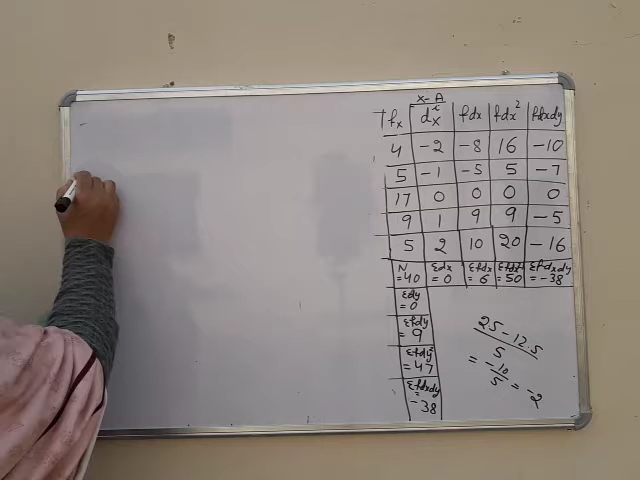 x-A
Tfx dx i fdx fdx² fdxdy
4 -2 -8 16 -10
5 -1 -5 5 -7
17 0 0 0 0
9 1 9 9 -5
5 2 10 20 -16
N =40 Σdx =0 Σfdx =6 Σfdx² =50 Σfdxdy =-38
Σdy =0
Σfdy =9
Σfdy² =47
Σfdxdy = -38
25-12.5
5
= -10/5 = -2